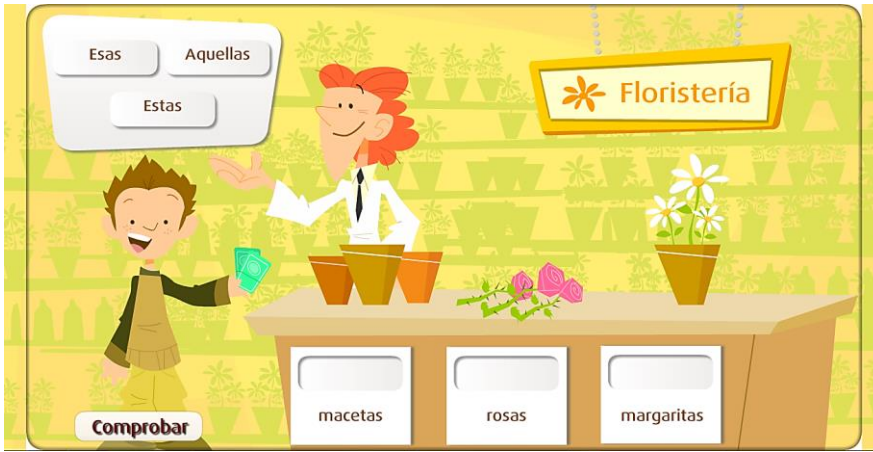 Esas
Aquellas
Estas
Floristería
macetas
rosas
margaritas
Comprobar